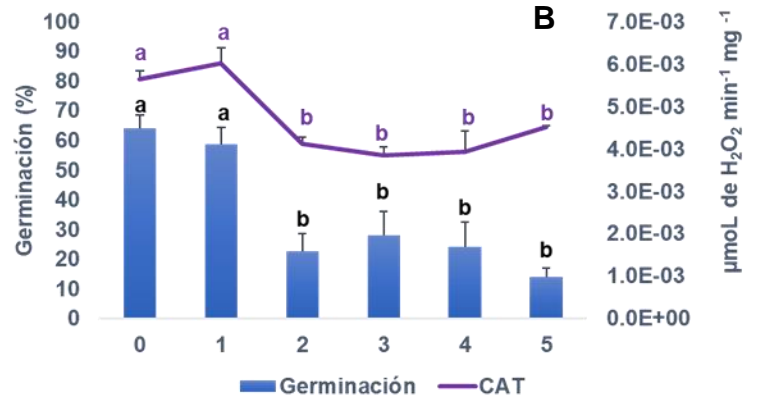 B
100
90
80
70
60
50
40
30
20
10
0
Germinación (%)
a
a
b
b
b
b
a
a
b
b
b
b
7.0E-03
6.0E-03
5.0E-03
4.0E-03
3.0E-03
2.0E-03
1.0E-03
0.0E+00
µmoL de H₂O₂ min⁻¹ mg ⁻¹
0 1 2 3 4 5
Germinación CAT